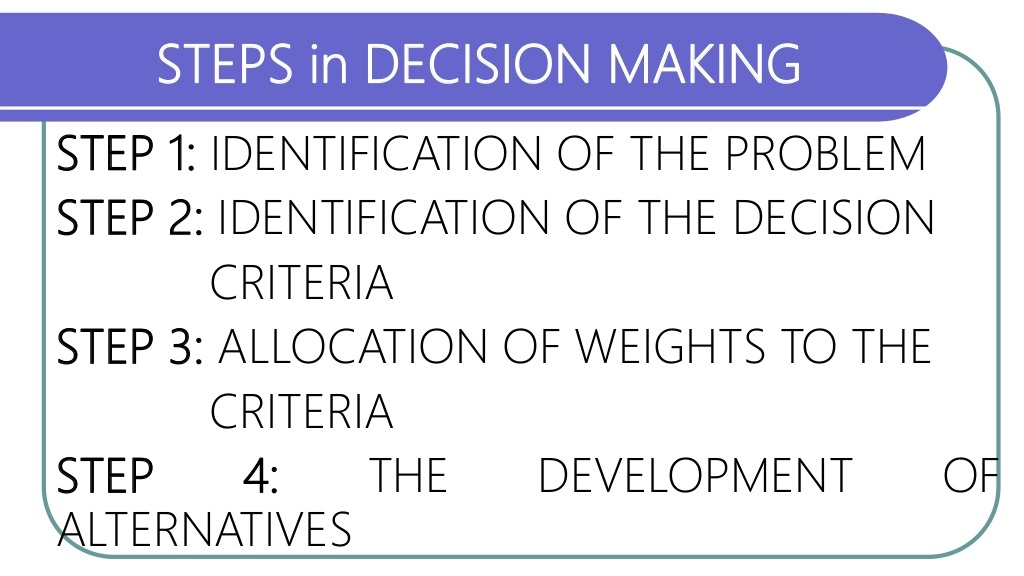 STEPS in DECISION MAKING
STEP 1: IDENTIFICATION OF THE PROBLEM
STEP 2: IDENTIFICATION OF THE DECISION
CRITERIA
STEP 3: ALLOCATION OF WEIGHTS TO THE
CRITERIA
STEP 4: THE DEVELOPMENT OF
ALTERNATIVES